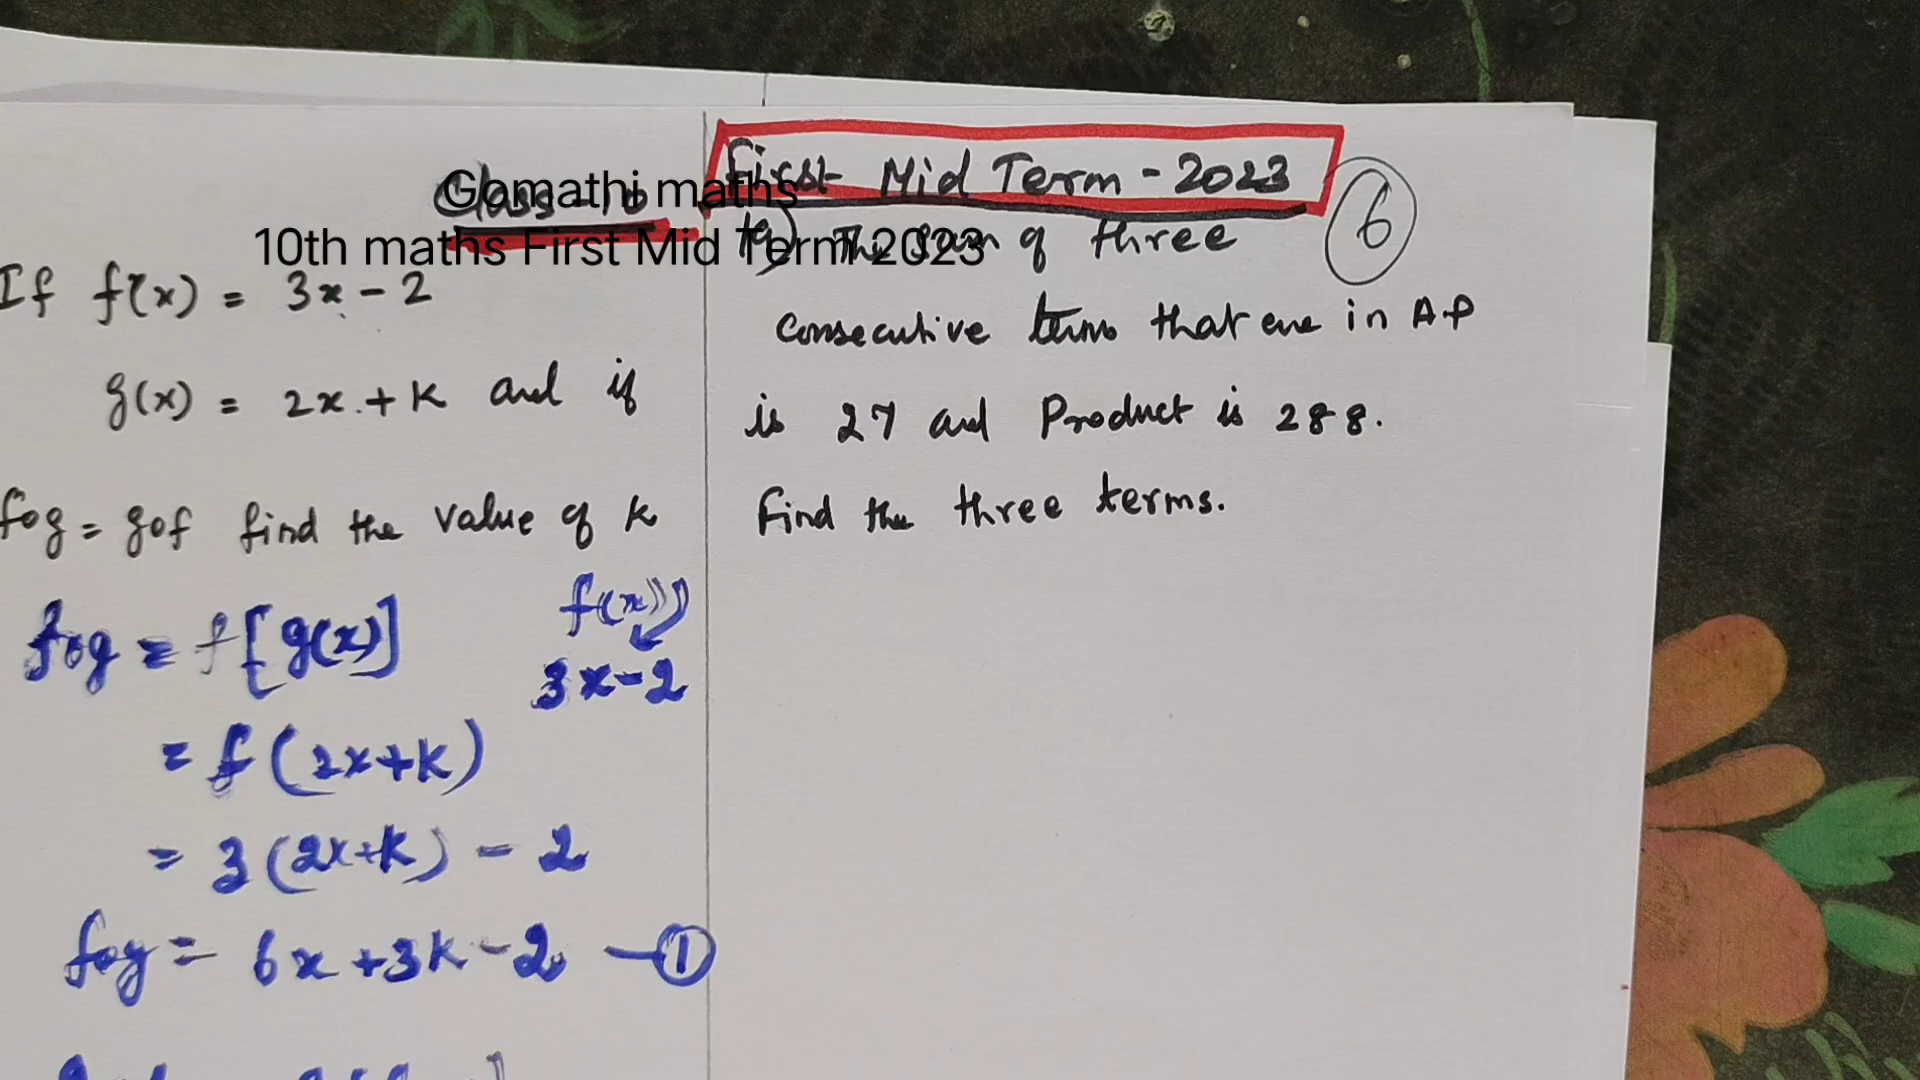 Gomathi maths
10th maths First Mid Term 2023
Class - 10
First Mid Term - 2023
6
If f(x) = 3x - 2
g(x) = 2x + k and if
fog = gof find the value of k
fog = f[g(x)]
f(x)
3x - 2
= f(2x+k)
= 3(2x+k) - 2
fog = 6x + 3k - 2 — ①
The sum of three
consecutive terms that are in A.P
is 27 and Product is 288.
Find the three terms.